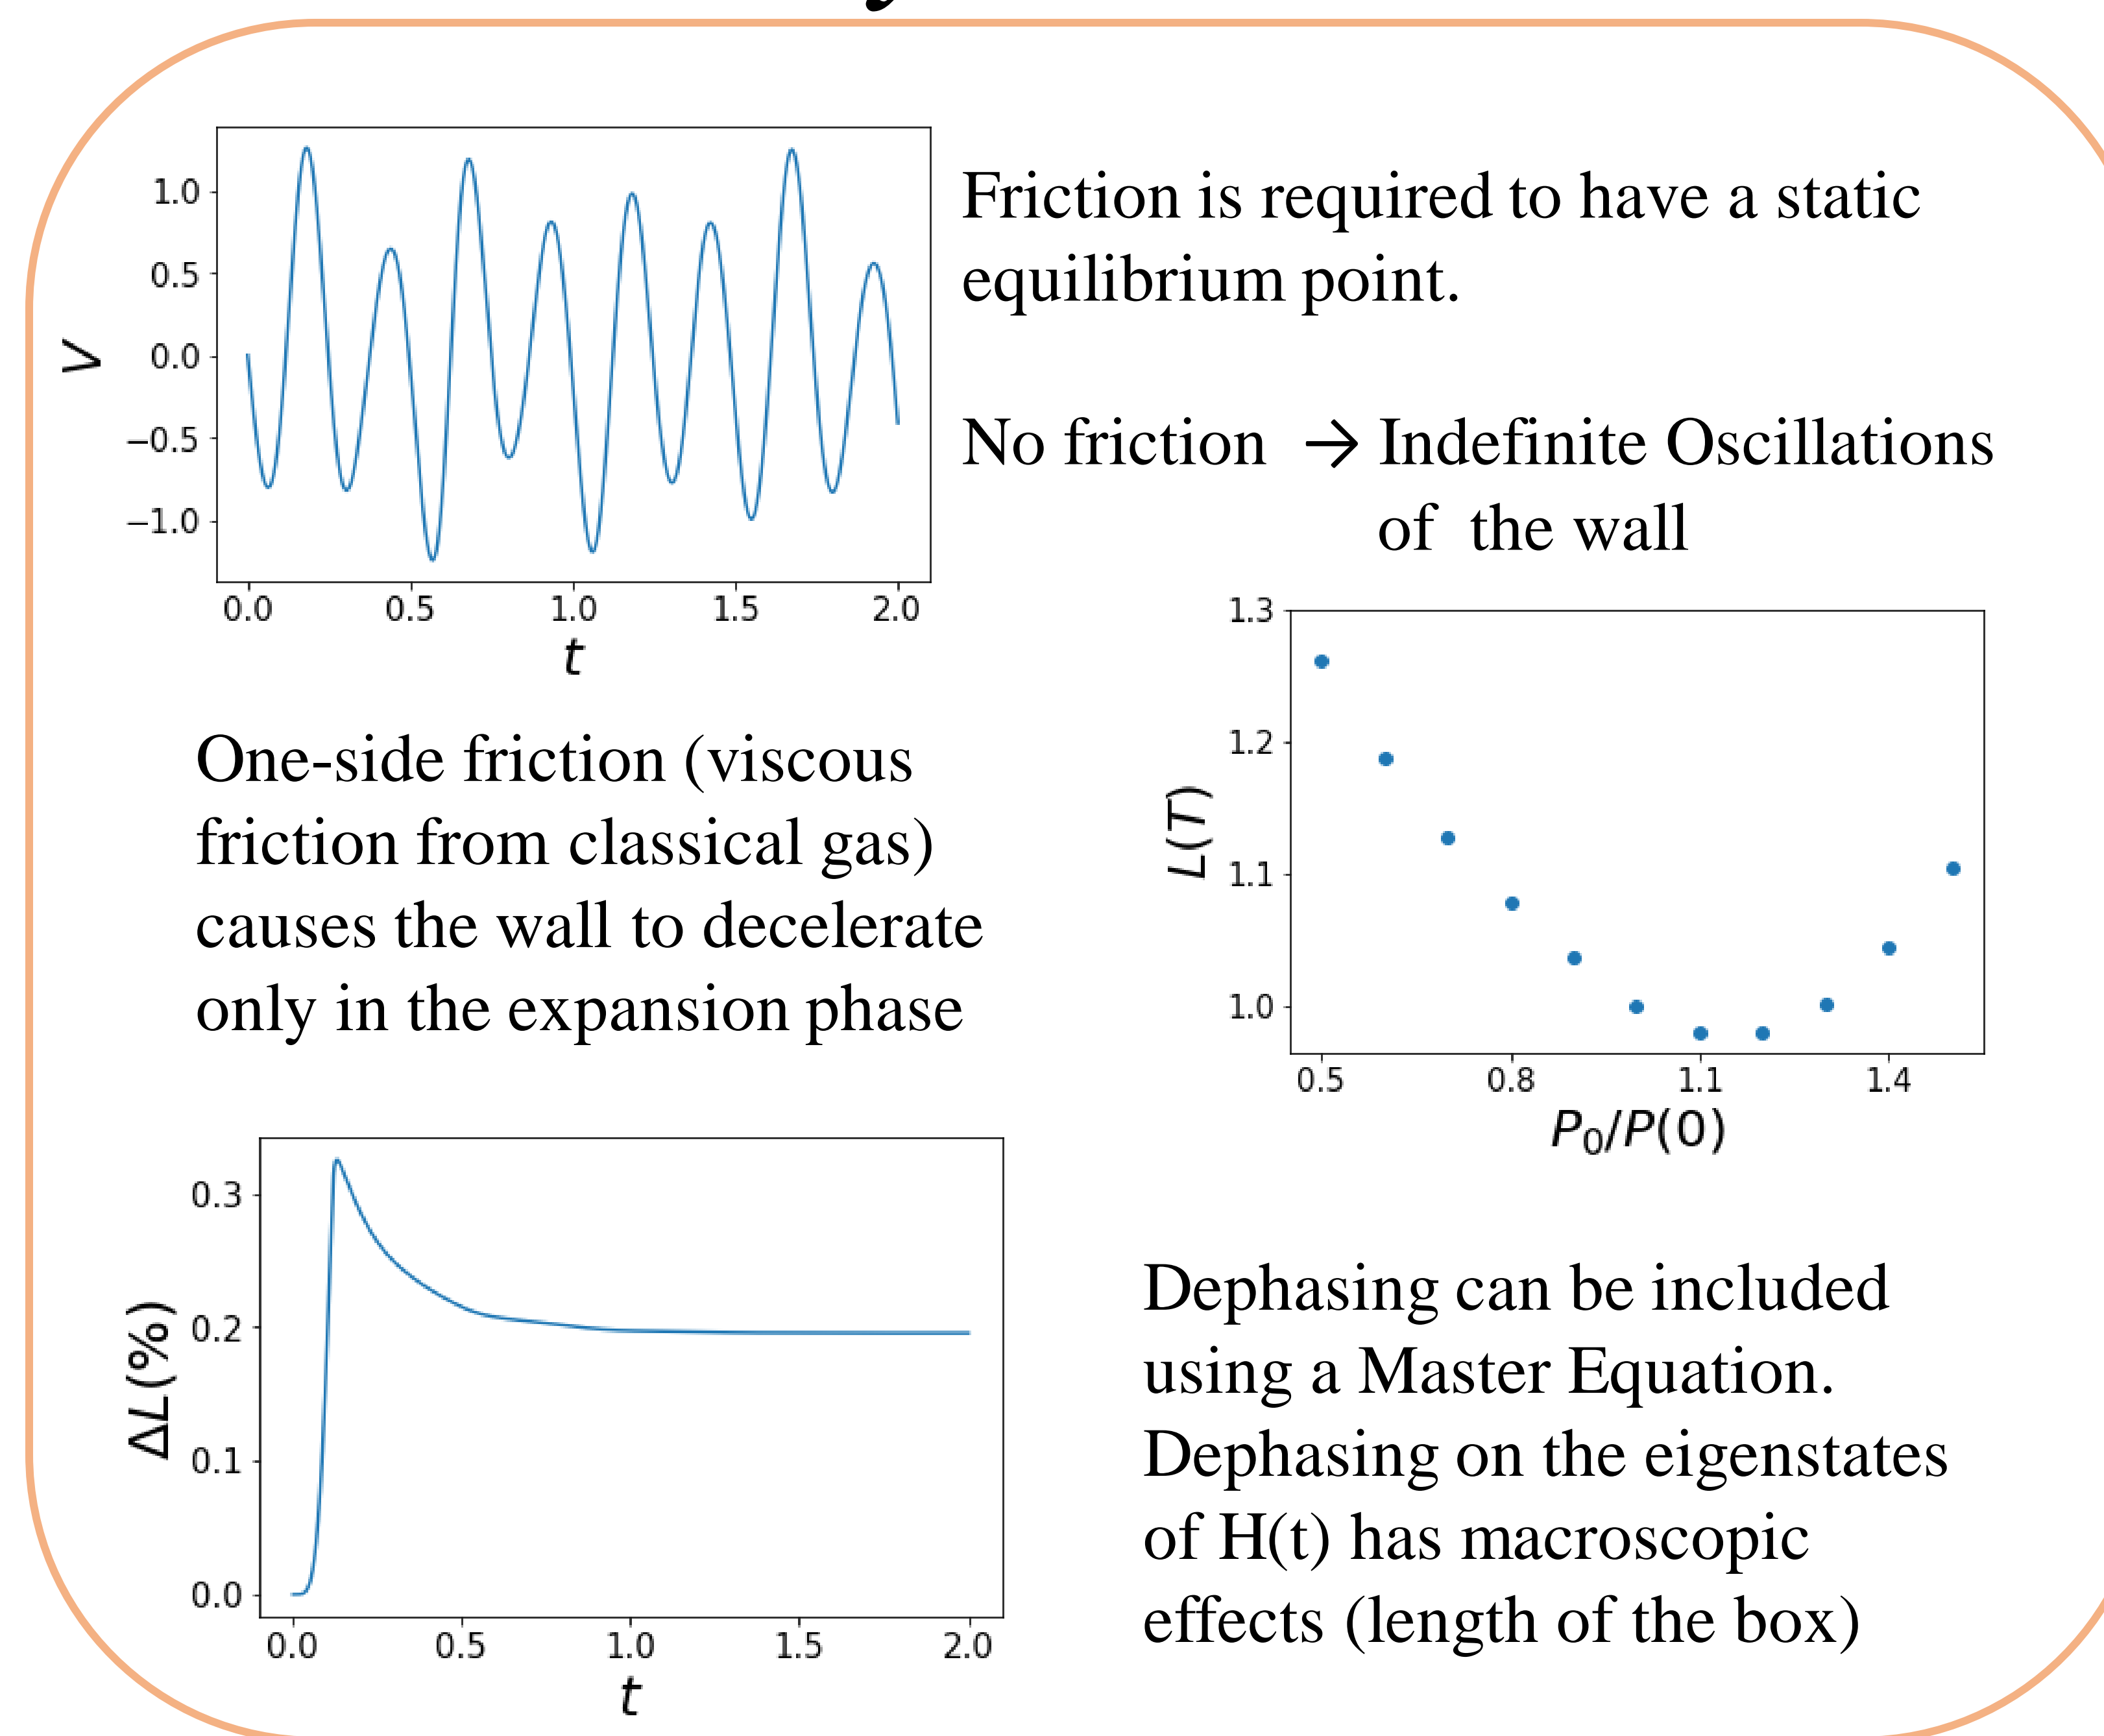 1.0
0.5
0.0
−0.5
−1.0
V
0.0 0.5 1.0 1.5 2.0
t
Friction is required to have a static
equilibrium point.
No friction → Indefinite Oscillations
of the wall
One-side friction (viscous
friction from classical gas)
causes the wall to decelerate
only in the expansion phase
1.3
1.2
1.1
1.0
L(T)
0.5 0.8 1.1 1.4
P₀/P(0)
0.3
0.2
0.1
0.0
ΔL(%)
0.0 0.5 1.0 1.5 2.0
t
Dephasing can be included
using a Master Equation.
Dephasing on the eigenstates
of H(t) has macroscopic
effects (length of the box)